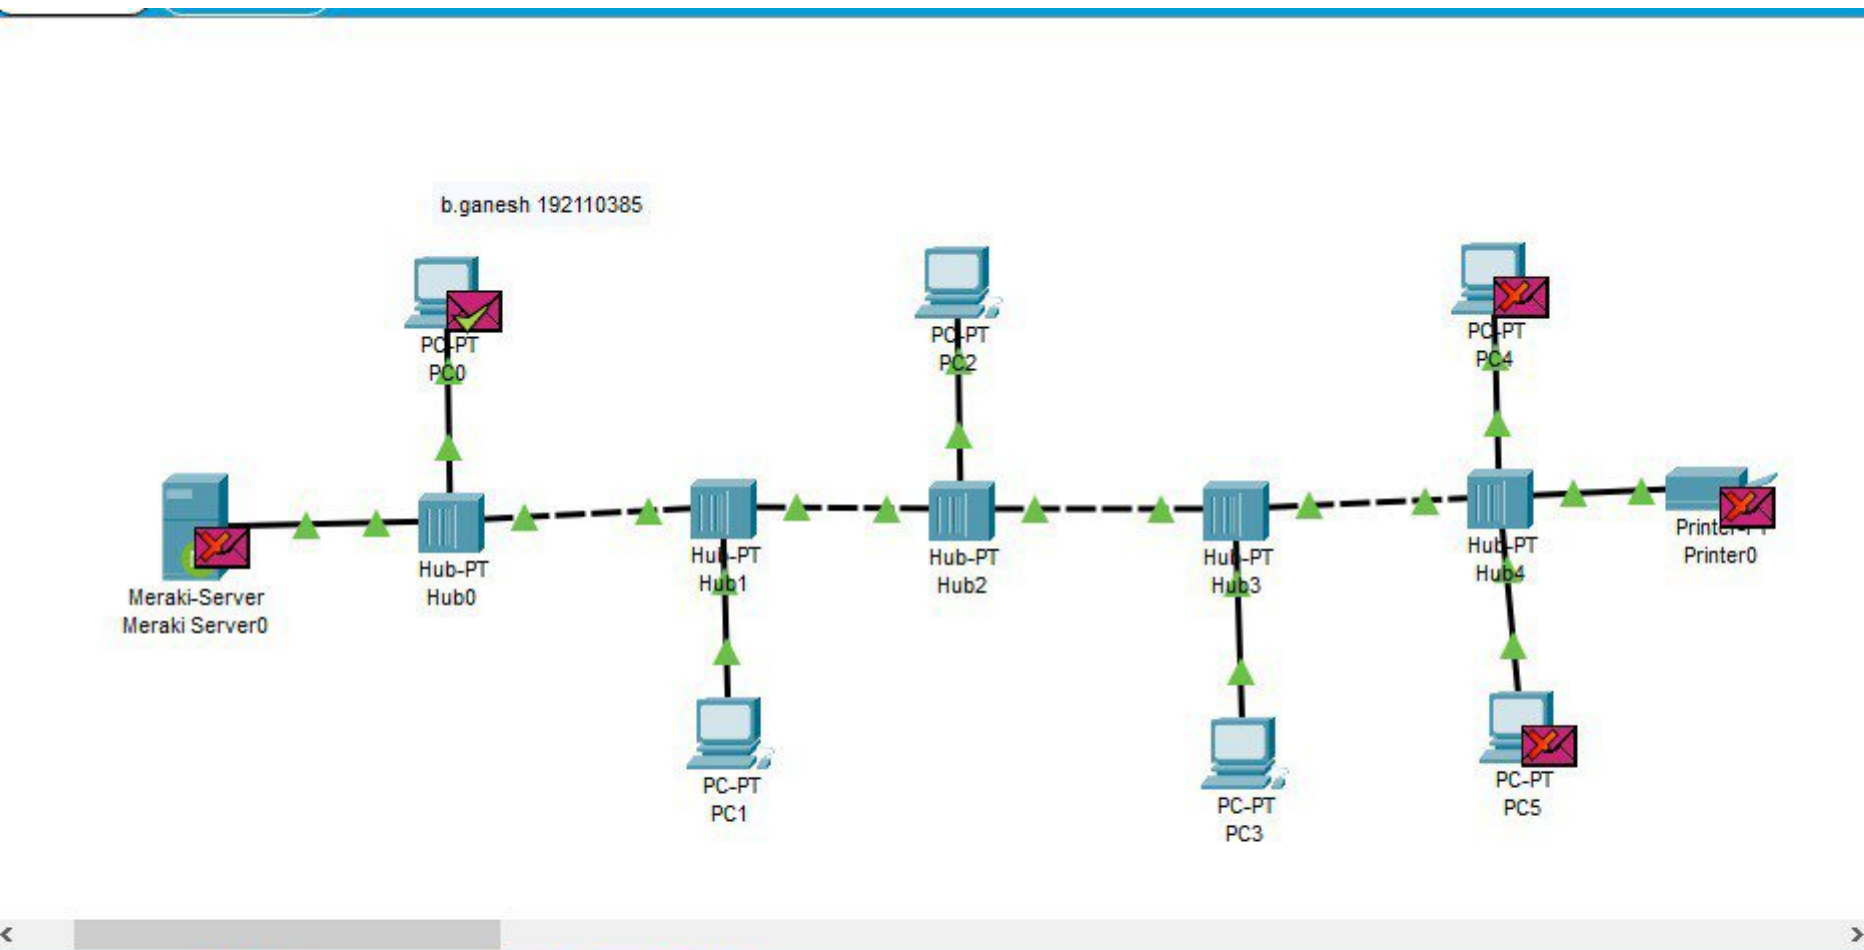 b.ganesh 192110385
PC-PT
PC0
PC-PT
PC2
PC-PT
PC4
Meraki-Server
Meraki Server0
Hub-PT
Hub0
Hub-PT
Hub1
Hub-PT
Hub2
Hub-PT
Hub3
Hub-PT
Hub4
Printer-PT
Printer0
PC-PT
PC1
PC-PT
PC3
PC-PT
PC5